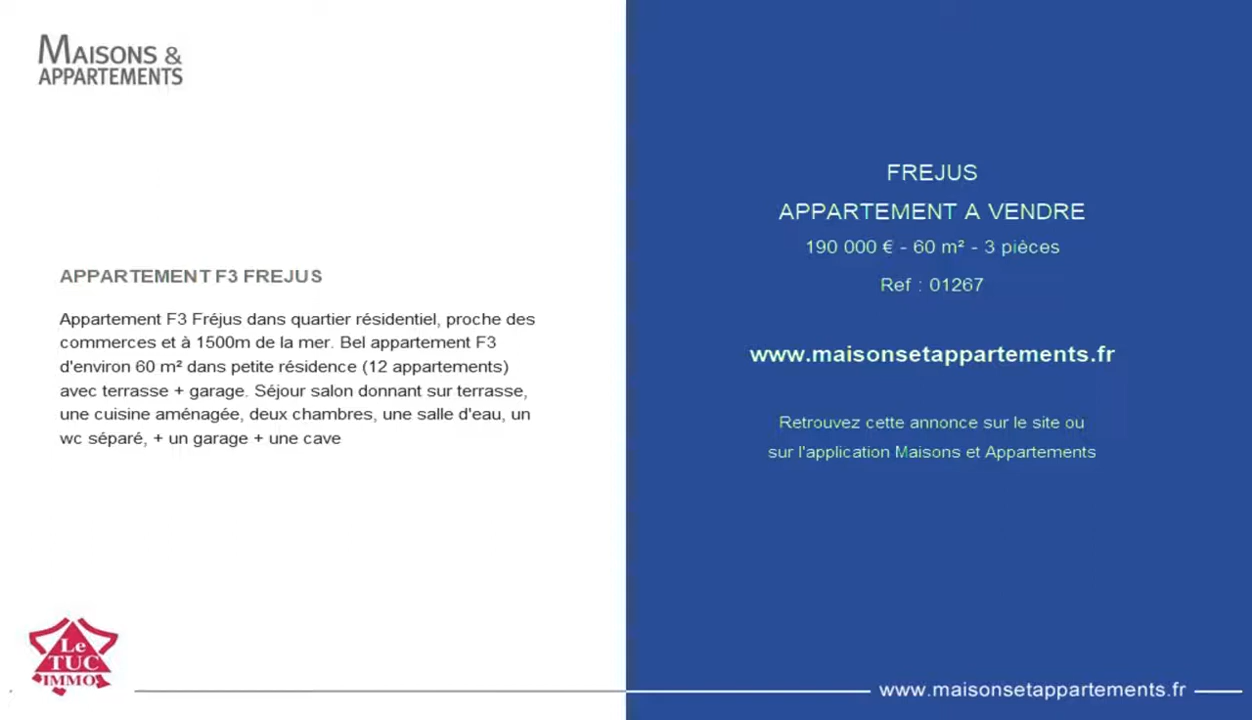 MAISONS &
APPARTEMENTS
APPARTEMENT F3 FREJUS
Appartement F3 Fréjus dans quartier résidentiel, proche des
commerces et à 1500m de la mer. Bel appartement F3
d'environ 60 m² dans petite résidence (12 appartements)
avec terrasse + garage. Séjour salon donnant sur terrasse,
une cuisine aménagée, deux chambres, une salle d'eau, un
wc séparé, + un garage + une cave
Le
TUC
IMMO
FREJUS
APPARTEMENT A VENDRE
190 000 € - 60 m² - 3 pièces
Ref : 01267
www.maisonsetappartements.fr
Retrouvez cette annonce sur le site ou
sur l'application Maisons et Appartements
www.maisonsetappartements.fr